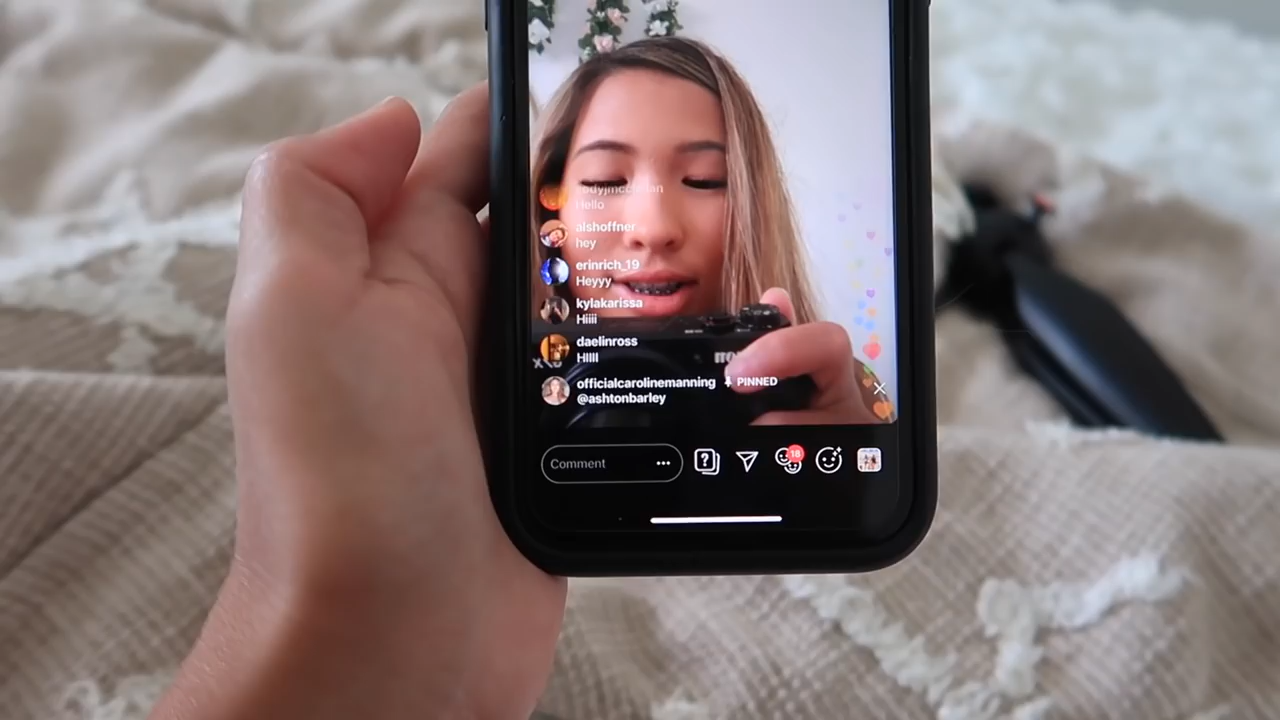 Hello
alshoffner
hey
erinrich_19
Heyyy
kylakarissa
Hiiii
daelinross
HIIII
officialcarolinemanning PINNED
@ashtonbarley
Comment
18